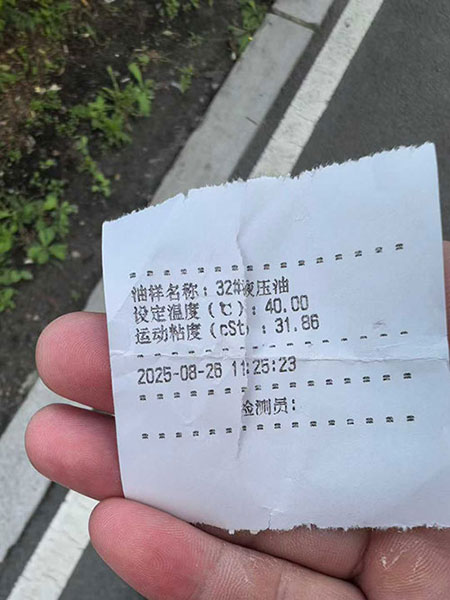 油样名称：32#液压油
设定温度（℃）：40.00
运动粘度（cSt）：31.86
2025-08-26 11:25:23
检测员：